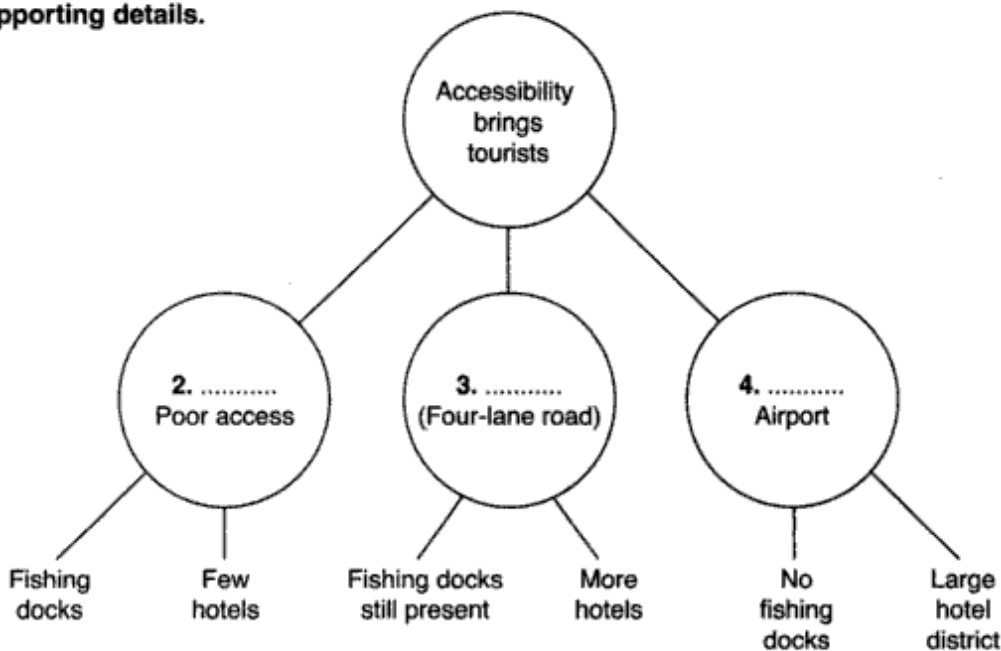 pporting details.
Accessibility
brings
tourists
2. ...........
Poor access
3. ...........
(Four-lane road)
4. ...........
Airport
Fishing
docks
Few
hotels
Fishing docks
still present
More
hotels
No
fishing
docks
Large
hotel
district